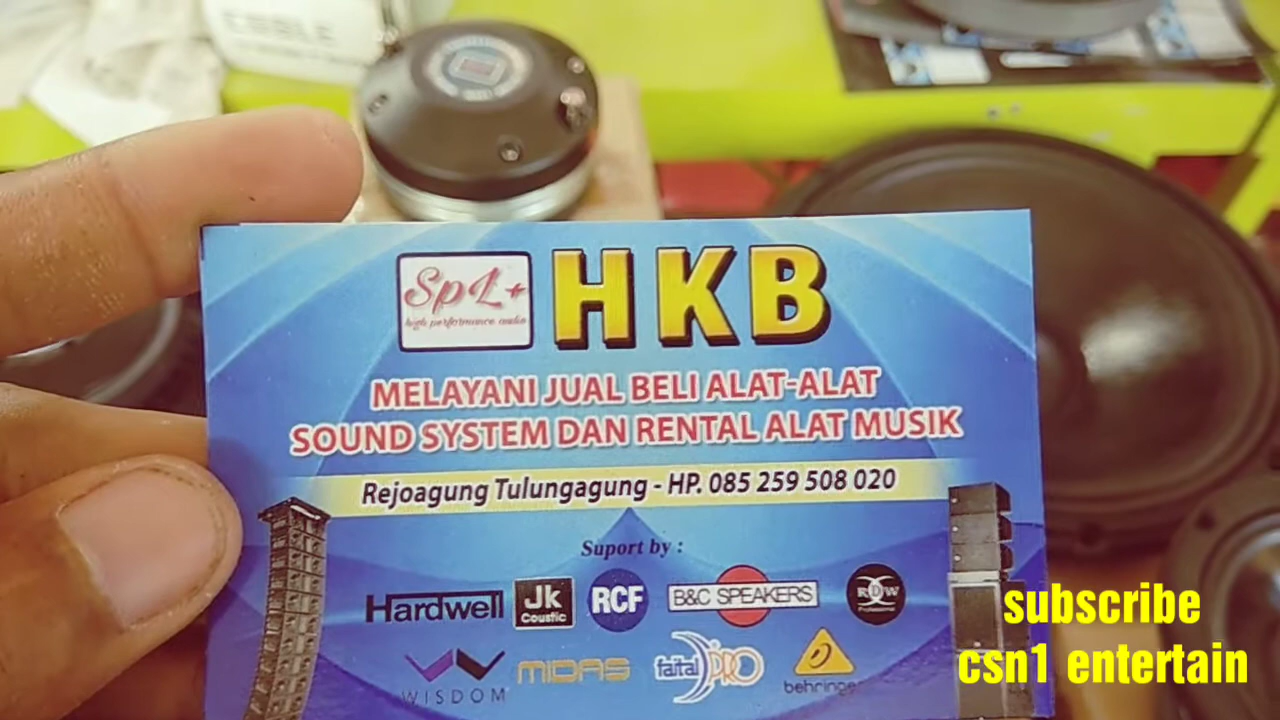 SpL+
high performance audio
HKB
MELAYANI JUAL BELI ALAT-ALAT
SOUND SYSTEM DAN RENTAL ALAT MUSIK
Rejoagung Tulungagung - HP. 085 259 508 020
Suport by :
Hardwell
Jk
Coustic
RCF
B&C SPEAKERS
RDW
Professional
WISDOM
MIDAS
faital PRO
behringer
subscribe
csn1 entertain